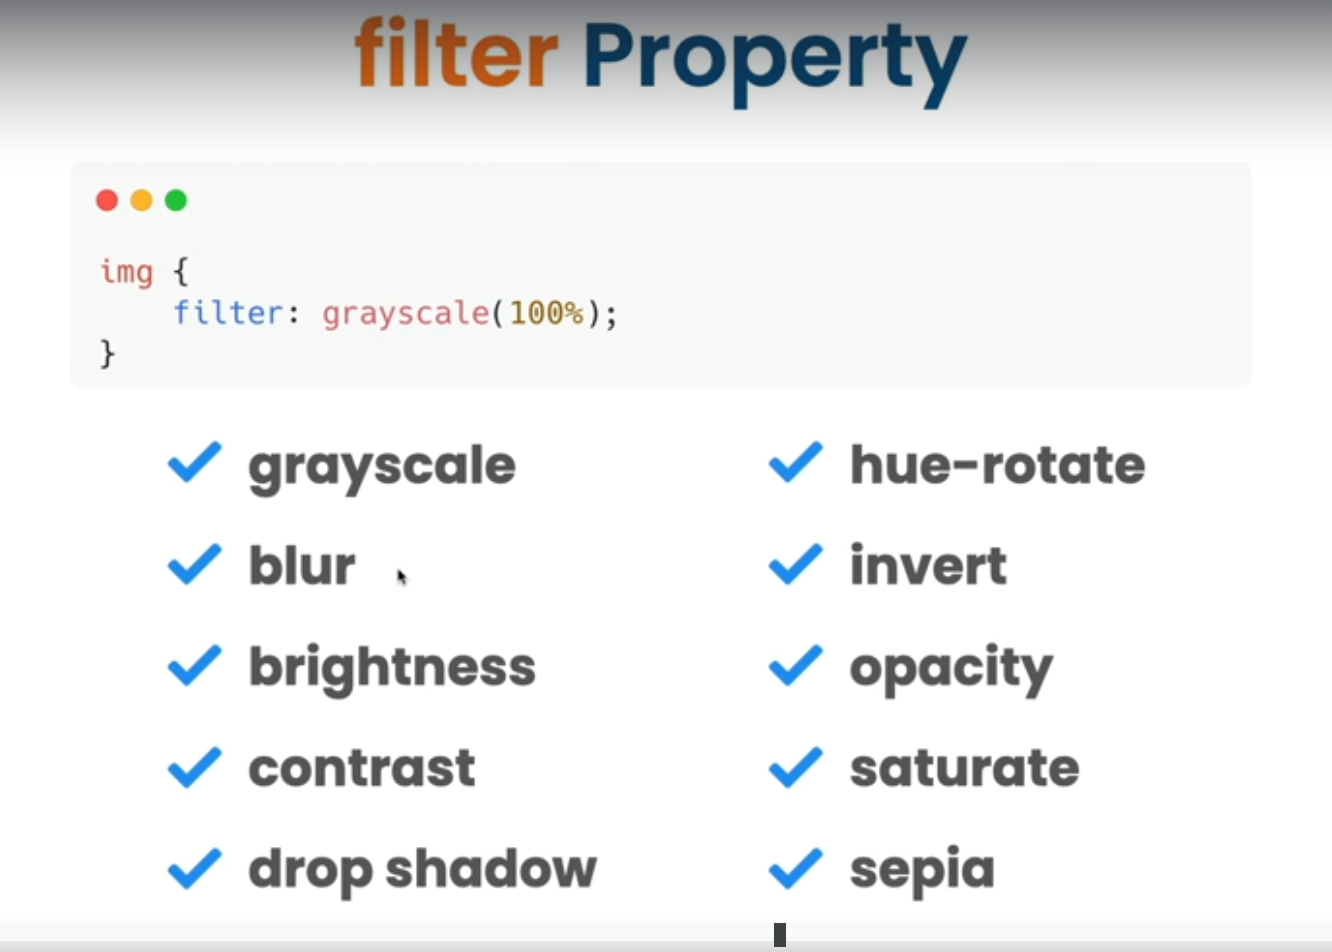 filter Property
img {
    filter: grayscale(100%);
}
grayscale
hue-rotate
blur
invert
brightness
opacity
contrast
saturate
drop shadow
sepia